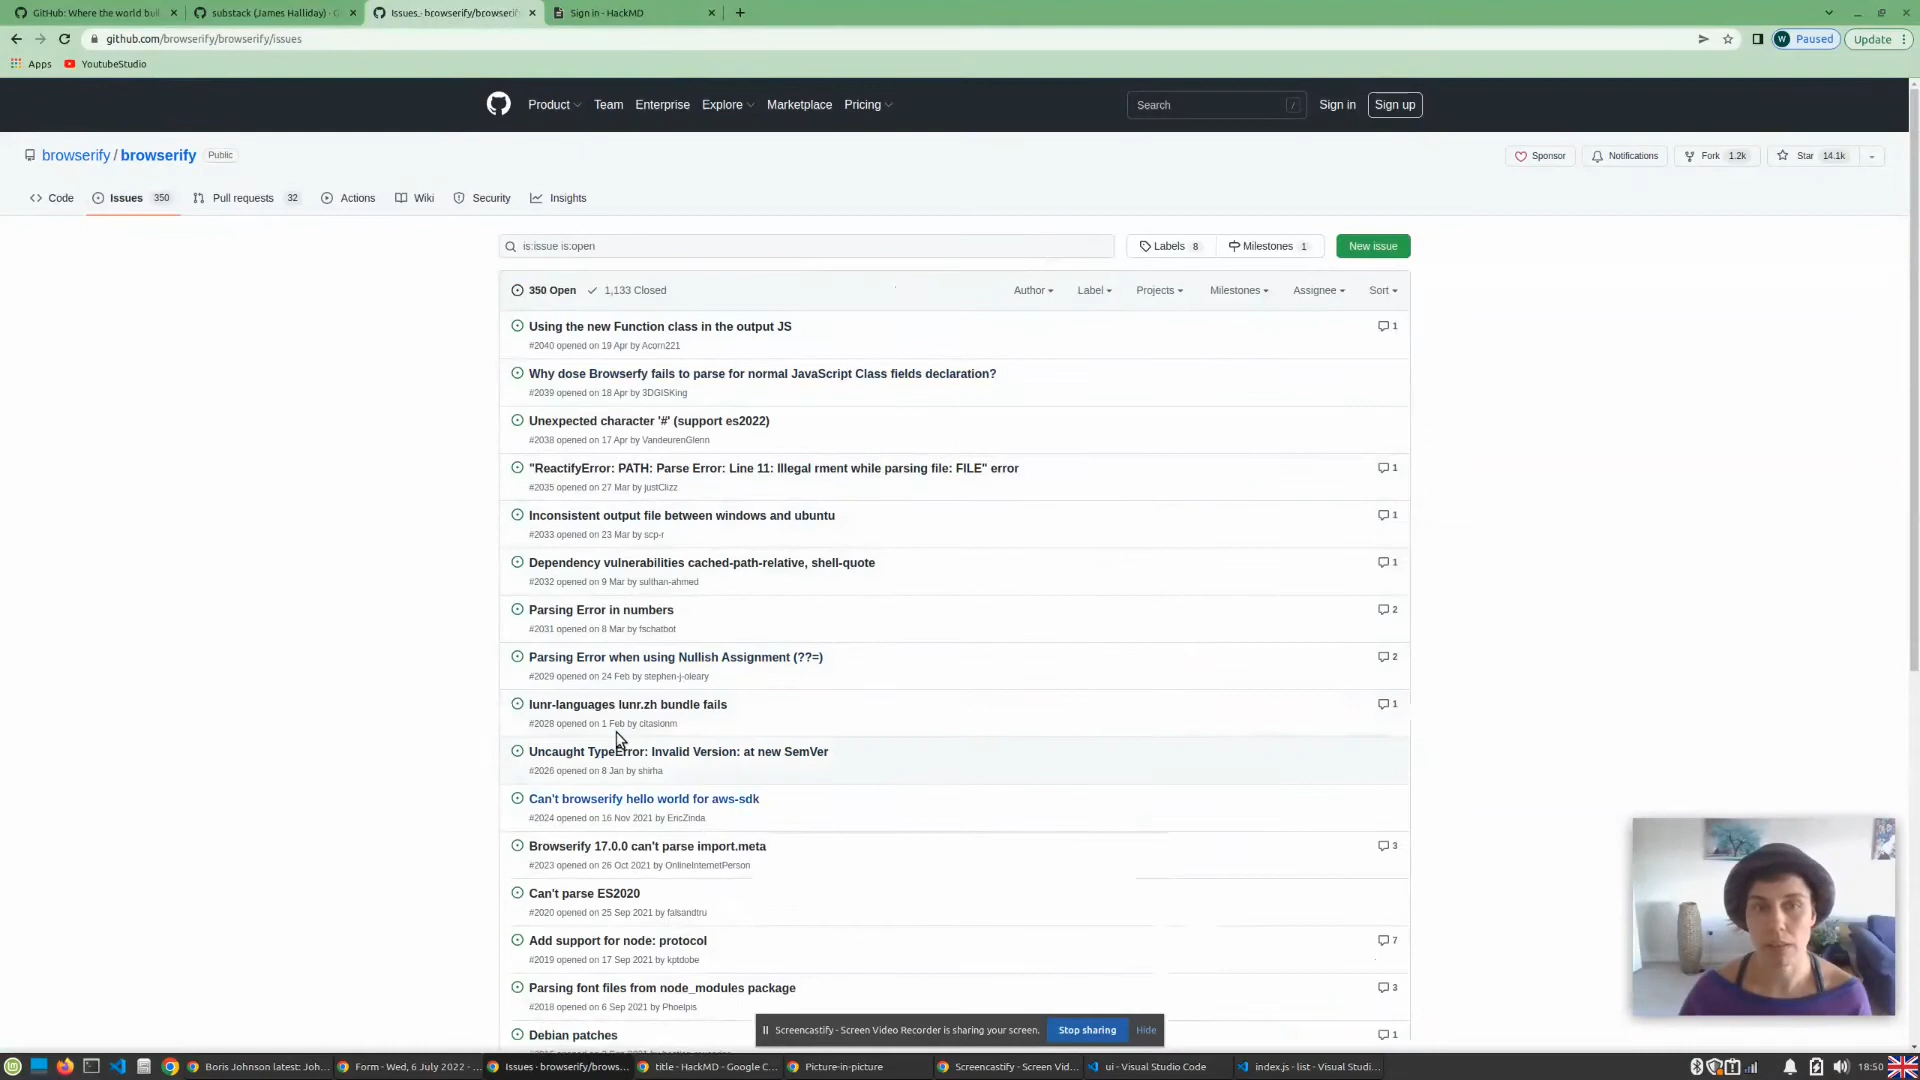 GitHub: Where the world buil
substack (James Halliday) · G
Issues · browserify/browserify
Sign in - HackMD
github.com/browserify/browserify/issues
W Paused
Update
Apps
YoutubeStudio
Product
Team
Enterprise
Explore
Marketplace
Pricing
Search /
Sign in
Sign up
browserify / browserify Public
Sponsor
Notifications
Fork 1.2k
Star 14.1k
Code
Issues 350
Pull requests 32
Actions
Wiki
Security
Insights
is:issue is:open
Labels 8
Milestones 1
New issue
350 Open
1,133 Closed
Author
Label
Projects
Milestones
Assignee
Sort
Using the new Function class in the output JS
1
#2040 opened on 19 Apr by Acorn221
Why dose Browserfy fails to parse for normal JavaScript Class fields declaration?
#2039 opened on 18 Apr by 3DGISKing
Unexpected character '#' (support es2022)
#2038 opened on 17 Apr by VandeurenGlenn
"ReactifyError: PATH: Parse Error: Line 11: Illegal rment while parsing file: FILE" error
1
#2035 opened on 27 Mar by justClizz
Inconsistent output file between windows and ubuntu
1
#2033 opened on 23 Mar by scp-r
Dependency vulnerabilities cached-path-relative, shell-quote
1
#2032 opened on 9 Mar by sulthan-ahmed
Parsing Error in numbers
2
#2031 opened on 8 Mar by fschatbot
Parsing Error when using Nullish Assignment (??=)
2
#2029 opened on 24 Feb by stephen-j-oleary
lunr-languages lunr.zh bundle fails
1
#2028 opened on 1 Feb by citaslonm
Uncaught TypeError: Invalid Version: at new SemVer
#2026 opened on 8 Jan by shirha
Can't browserify hello world for aws-sdk
#2024 opened on 16 Nov 2021 by EricZinda
Browserify 17.0.0 can't parse import.meta
3
#2023 opened on 26 Oct 2021 by OnlineInternetPerson
Can't parse ES2020
#2020 opened on 25 Sep 2021 by falsandtru
Add support for node: protocol
7
#2019 opened on 17 Sep 2021 by kptdobe
Parsing font files from node_modules package
3
#2018 opened on 6 Sep 2021 by Phoelpis
Debian patches
1
Screencastify - Screen Video Recorder is sharing your screen.
Stop sharing
Hide
Boris Johnson latest: Joh...
Form - Wed, 6 July 2022 - ...
Issues · browserify/brows...
title - HackMD - Google C...
Picture-in-picture
Screencastify - Screen Vid...
ui - Visual Studio Code
index.js - list - Visual Studi...
18:50